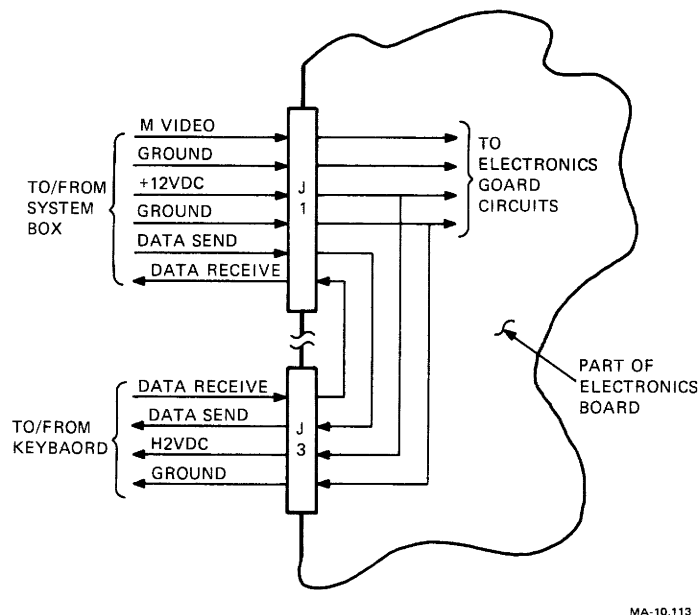 M VIDEO
GROUND
+12VDC
GROUND
DATA SEND
DATA RECEIVE
TO/FROM
SYSTEM
BOX
J
1
TO
ELECTRONICS
GOARD
CIRCUITS
PART OF
ELECTRONICS
BOARD
DATA RECEIVE
DATA SEND
H2VDC
GROUND
TO/FROM
KEYBAORD
J
3
MA-10,113